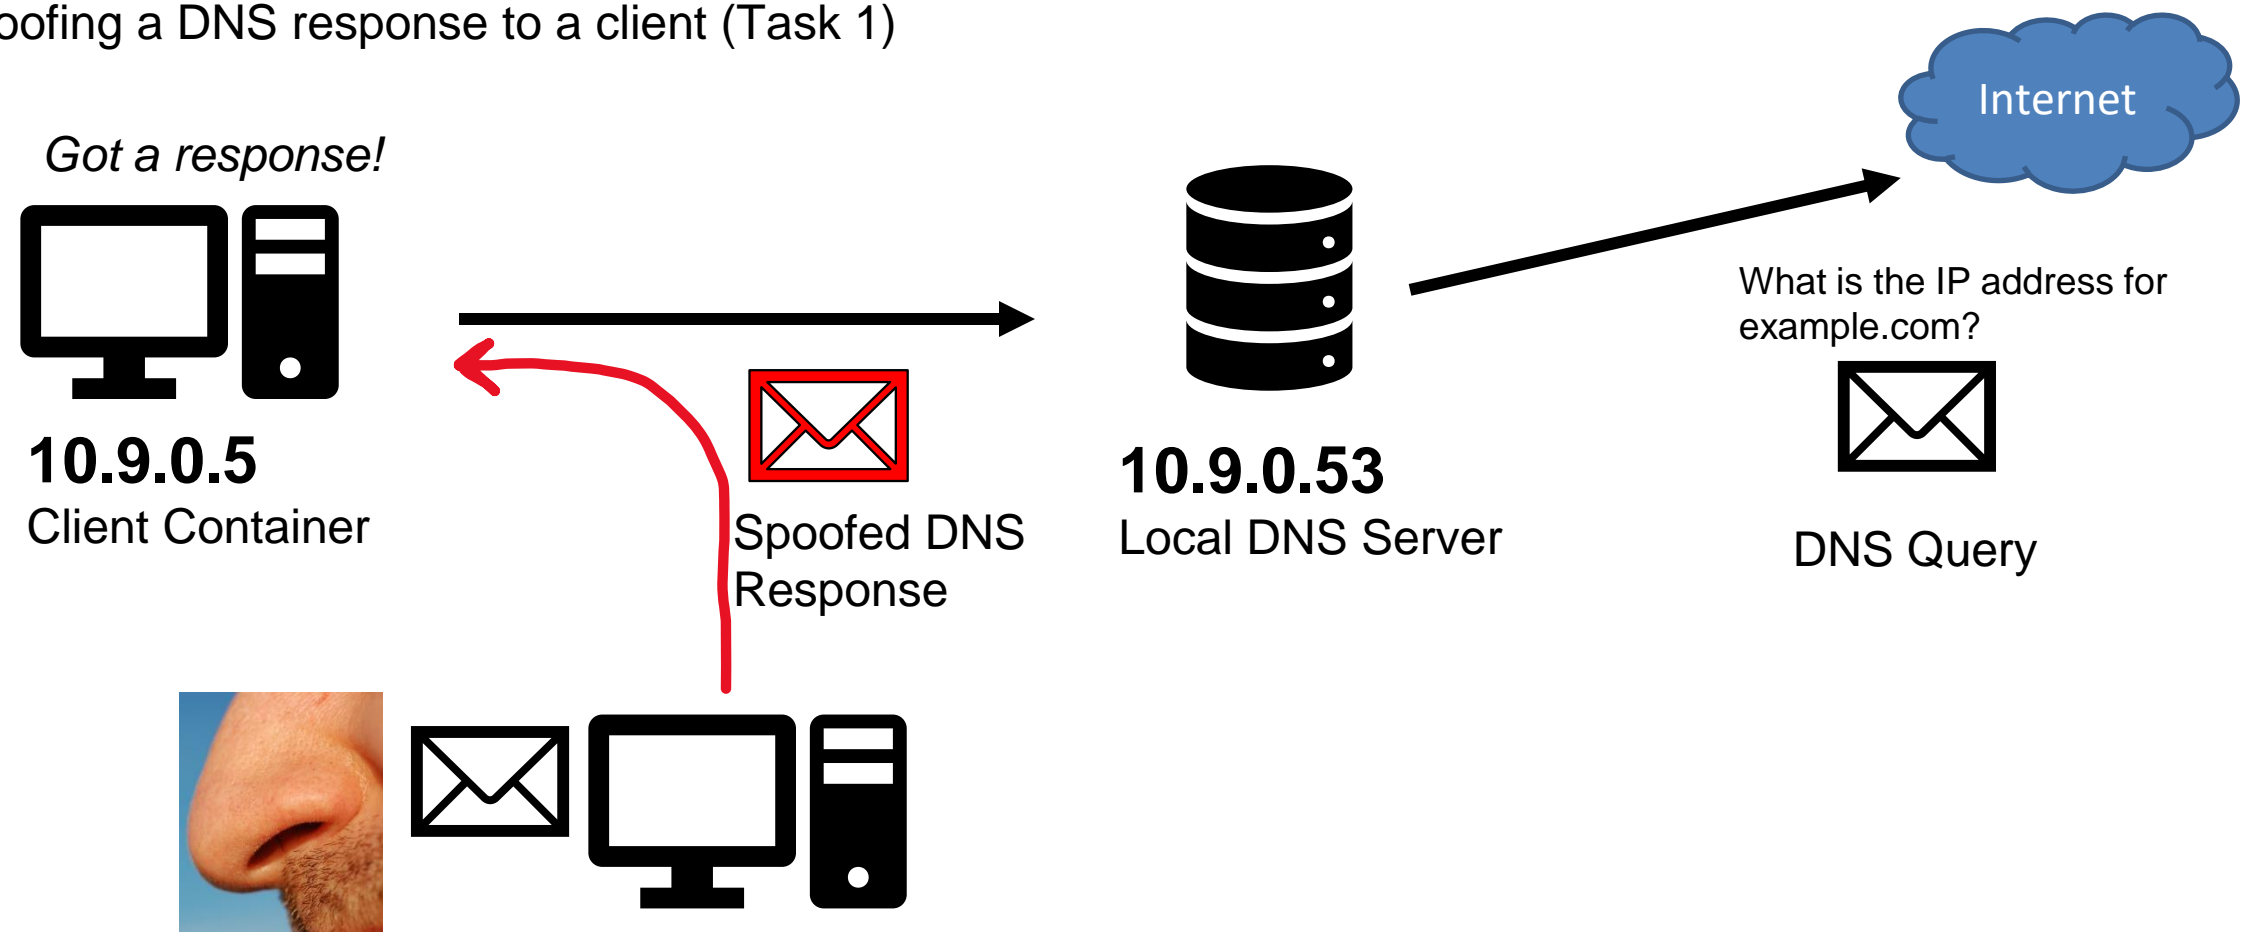 oofing a DNS response to a client (Task 1)
Internet
Got a response!
What is the IP address for
example.com?
10.9.0.5
Client Container
Spoofed DNS
Response
10.9.0.53
Local DNS Server
DNS Query